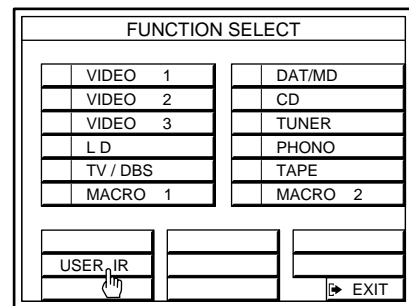 FUNCTION SELECT
VIDEO 1
VIDEO 2
VIDEO 3
L D
TV / DBS
MACRO 1
DAT/MD
CD
TUNER
PHONO
TAPE
MACRO 2
USER IR
EXIT